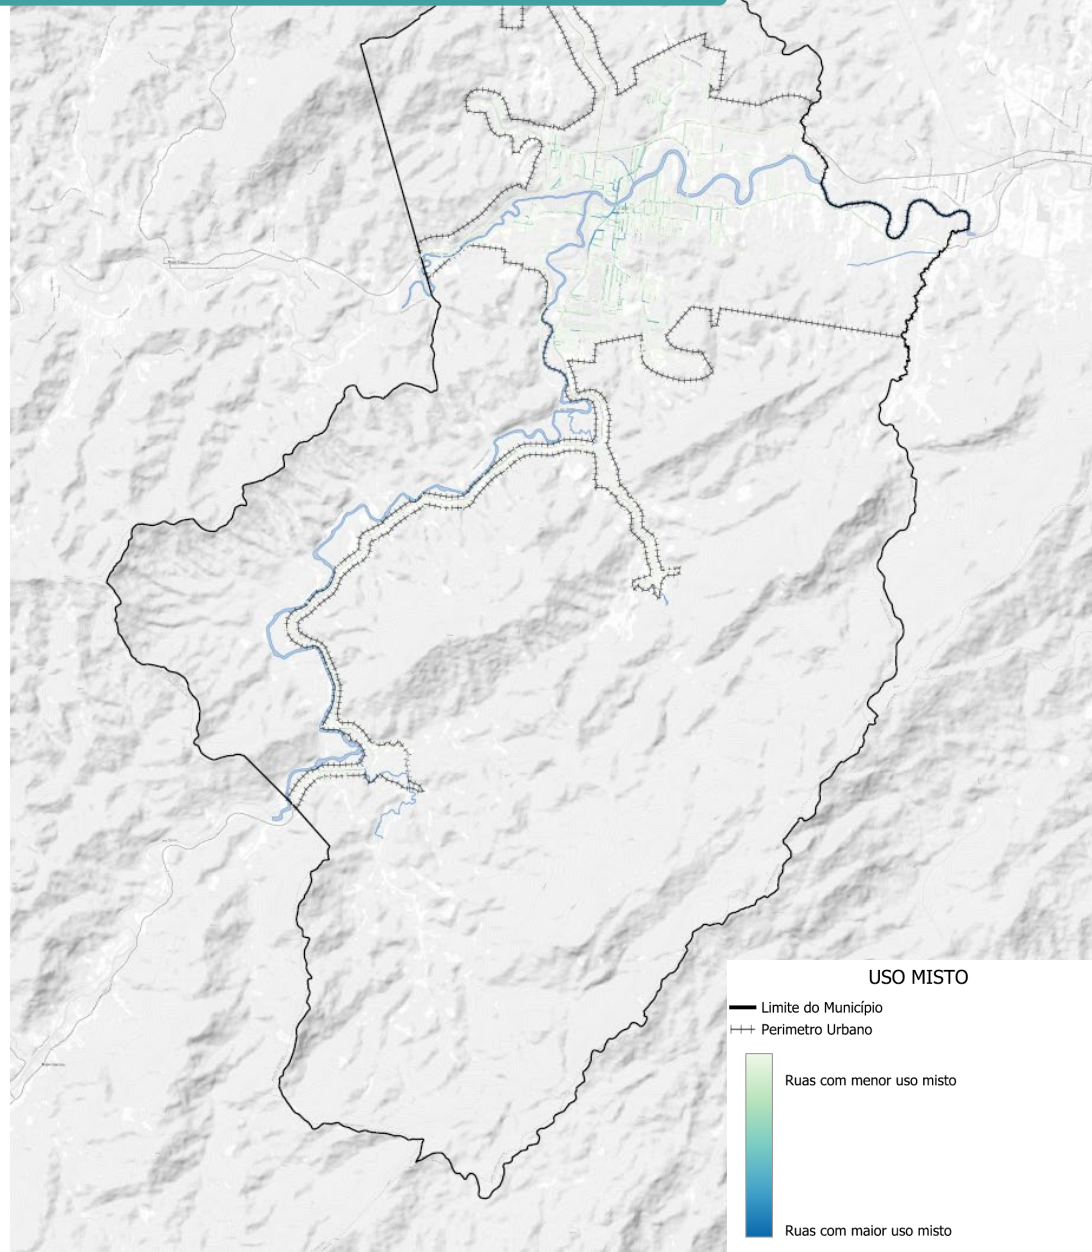 USO MISTO
Limite do Município
Perimetro Urbano
Ruas com menor uso misto
Ruas com maior uso misto